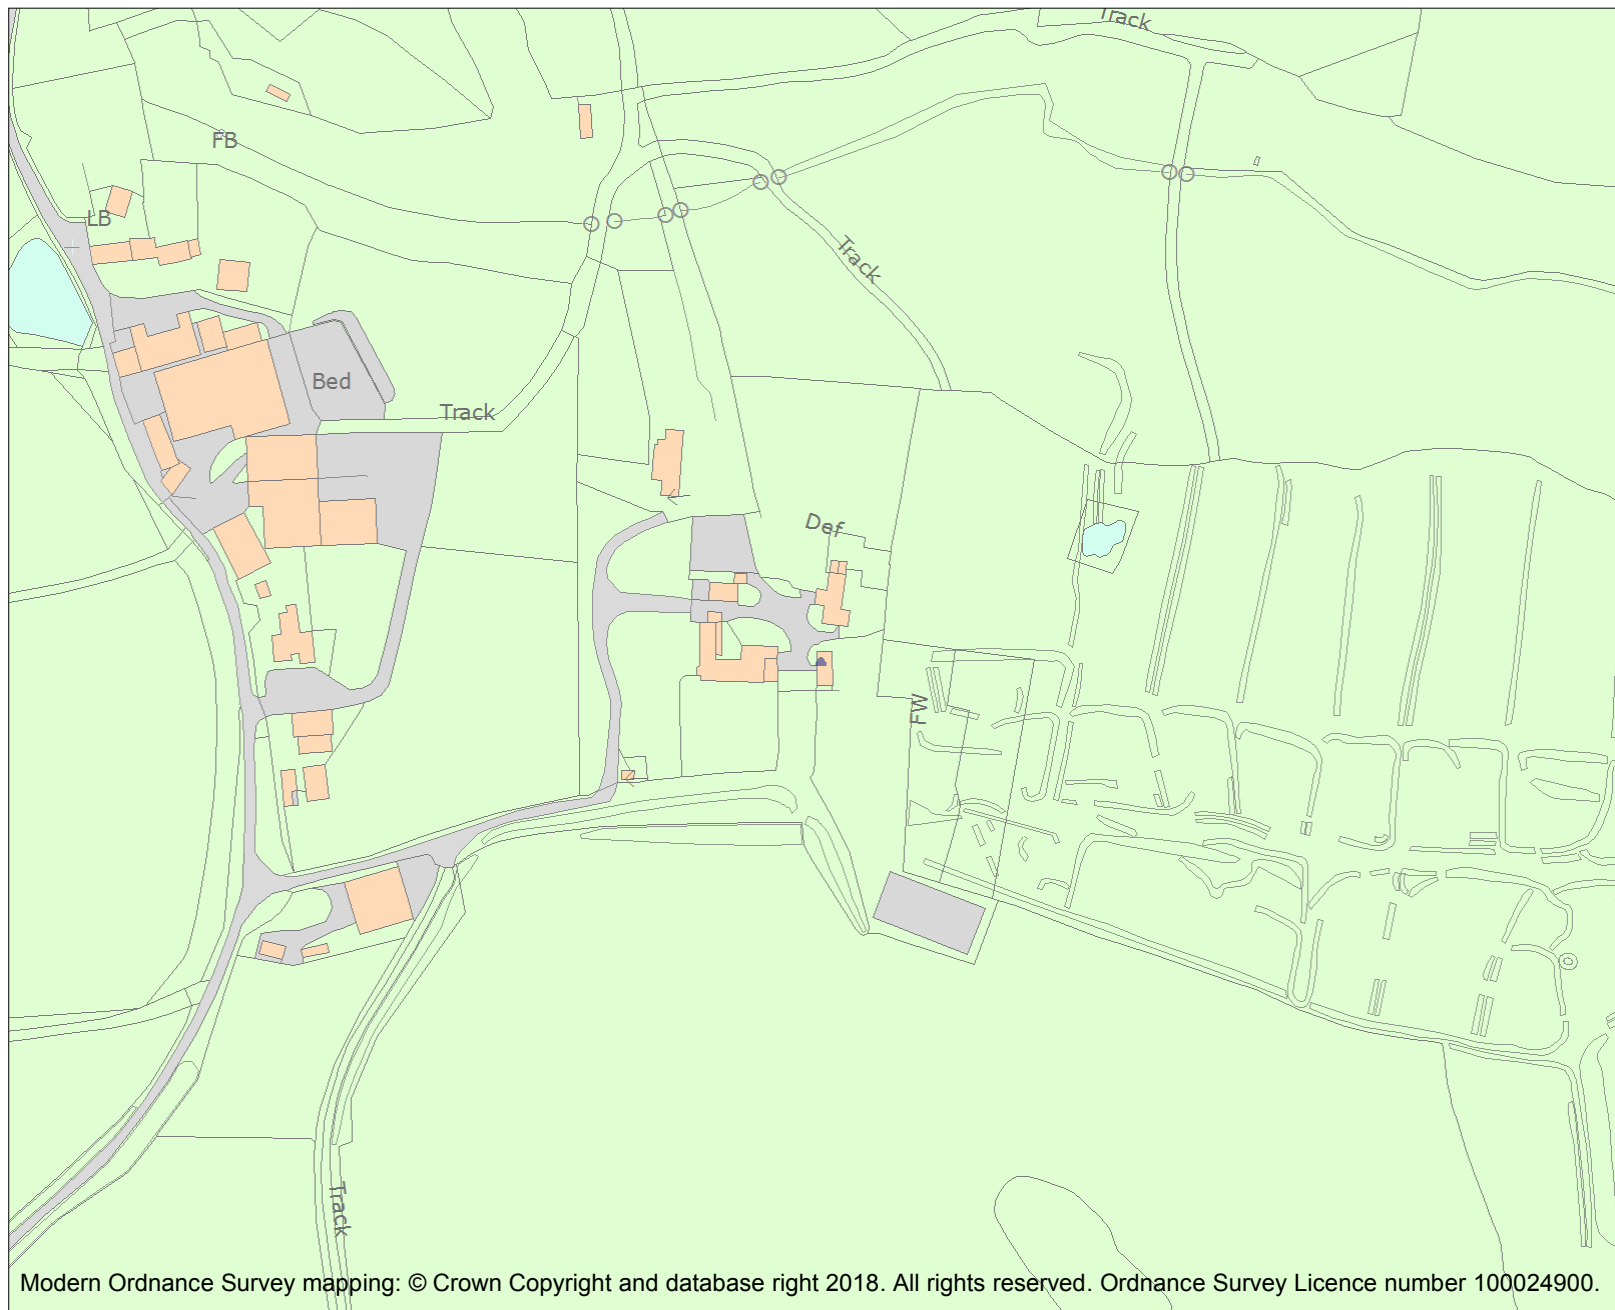 Track
FB
LB
Track
Bed
Track
Def
FW
Track
Modern Ordnance Survey mapping: © Crown Copyright and database right 2018. All rights reserved. Ordnance Survey Licence number 100024900.